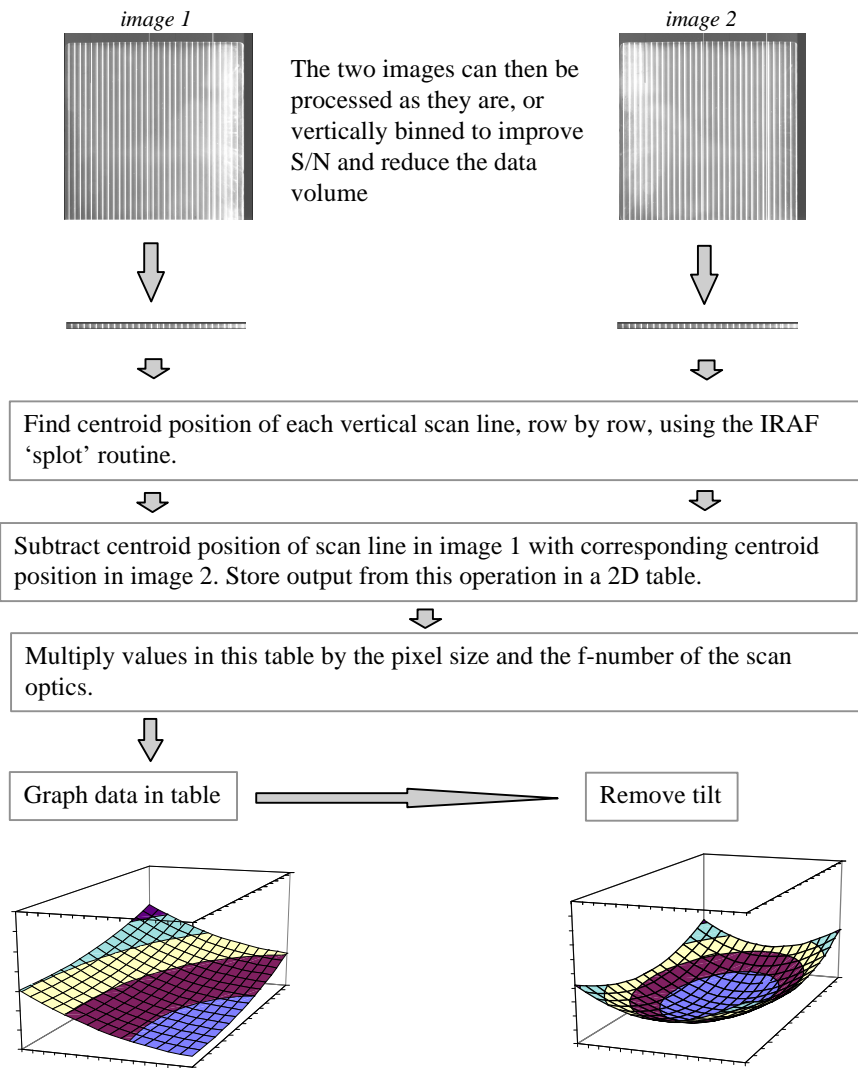 image 1
image 2
The two images can then be
processed as they are, or
vertically binned to improve
S/N and reduce the data
volume
Find centroid position of each vertical scan line, row by row, using the IRAF
‘splot’ routine.
Subtract centroid position of scan line in image 1 with corresponding centroid
position in image 2. Store output from this operation in a 2D table.
Multiply values in this table by the pixel size and the f-number of the scan
optics.
Graph data in table
Remove tilt